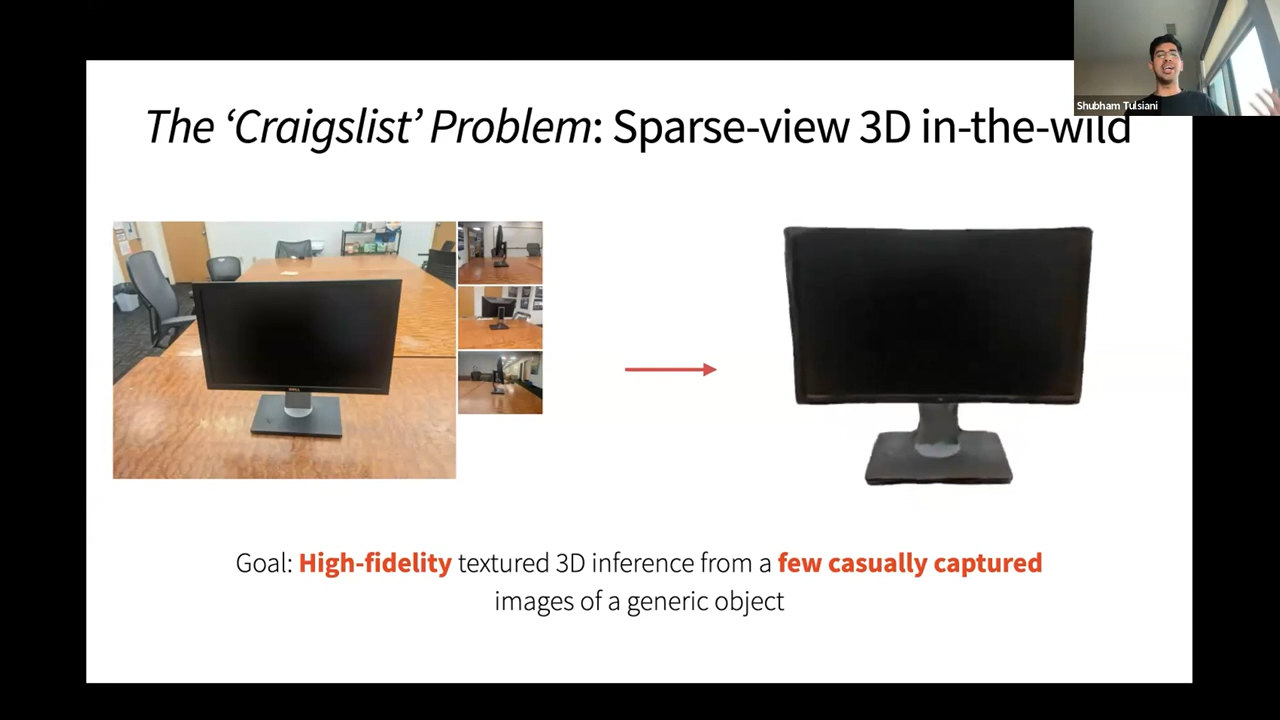 The ‘Craigslist’ Problem: Sparse-view 3D in-the-wild
Shubham Tulsiani
DELL
Goal: High-fidelity textured 3D inference from a few casually captured
images of a generic object